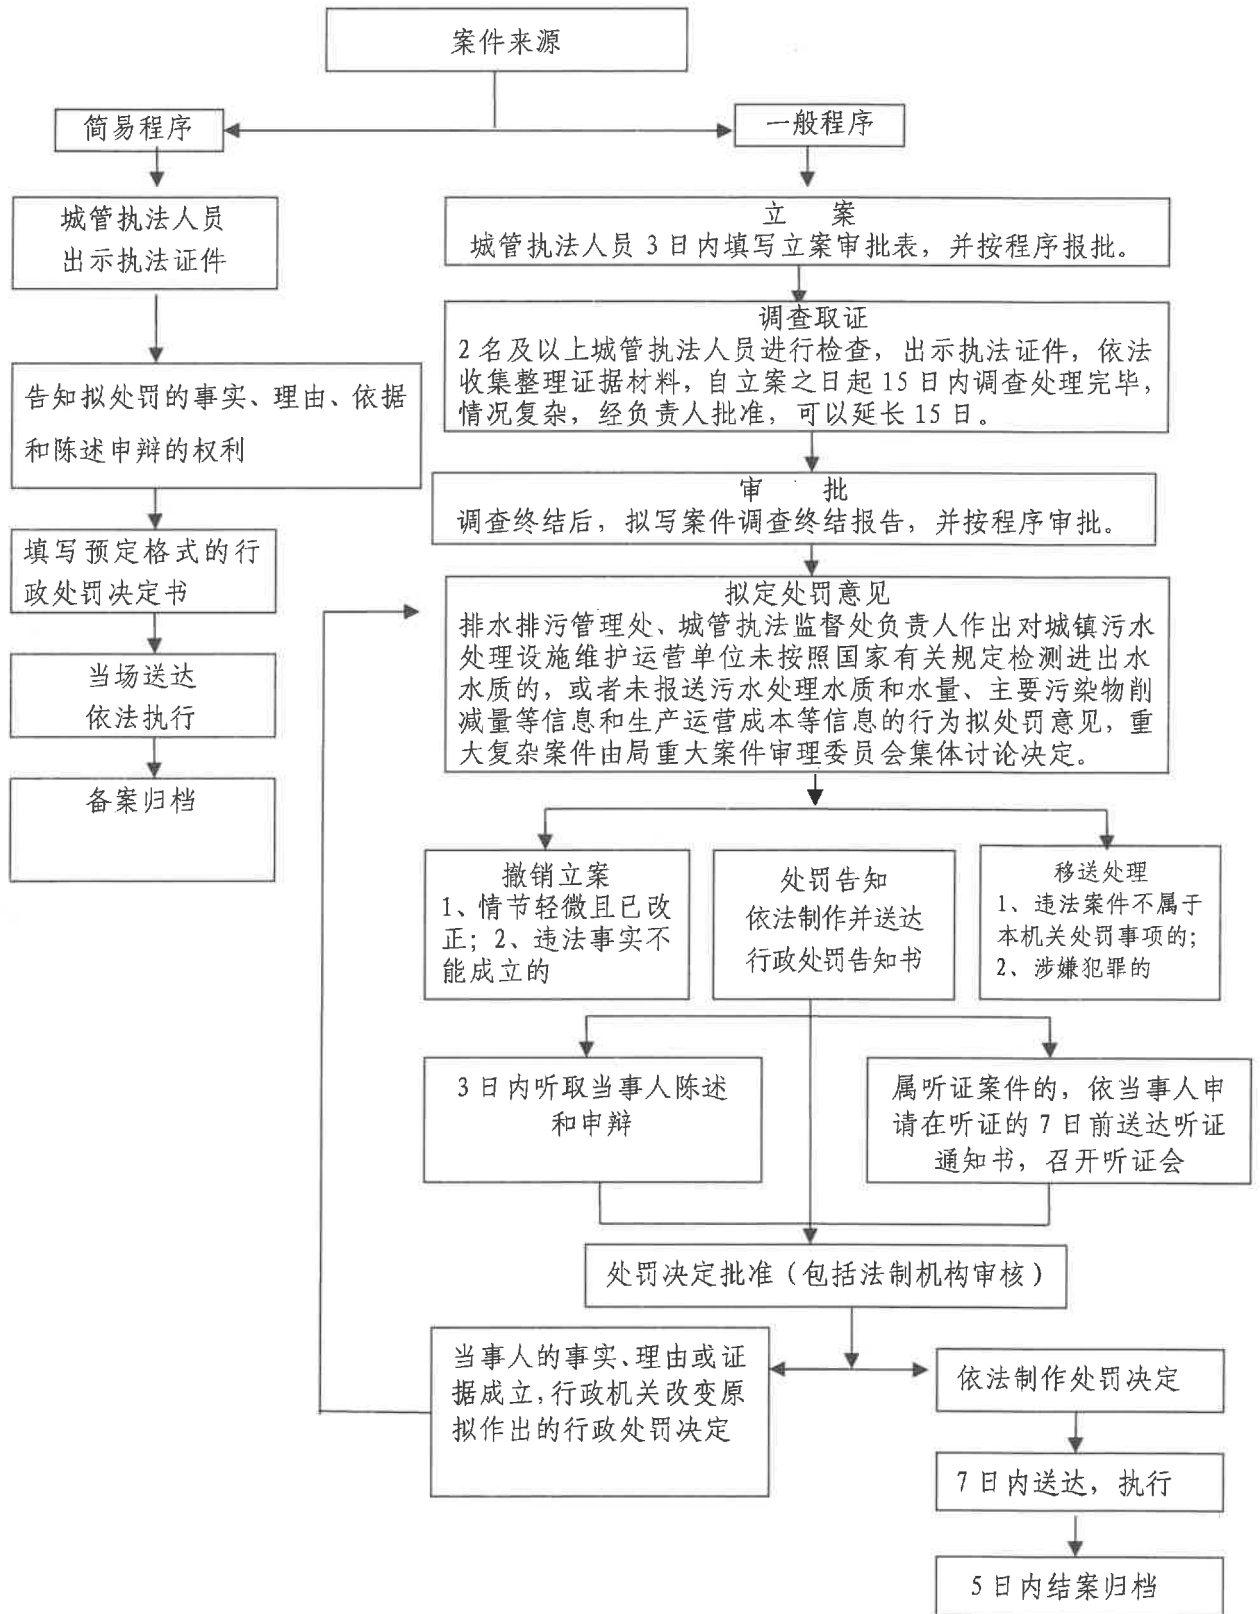 案件来源
简易程序
一般程序
城管执法人员
出示执法证件
告知拟处罚的事实、理由、依据
和陈述申辩的权利
填写预定格式的行
政处罚决定书
当场送达
依法执行
备案归档
立 案
城管执法人员 3 日内填写立案审批表，并按程序报批。
调查取证
2 名及以上城管执法人员进行检查，出示执法证件，依法
收集整理证据材料，自立案之日起 15 日内调查处理完毕，
情况复杂，经负责人批准，可以延长 15 日。
审 批
调查终结后，拟写案件调查终结报告，并按程序审批。
拟定处罚意见
排水排污管理处、城管执法监督处负责人作出对城镇污水
处理设施维护运营单位未按照国家有关规定检测进出水
水质的，或者未报送污水处理水质和水量、主要污染物削
减量等信息和生产运营成本等信息的行为拟处罚意见，重
大复杂案件由局重大案件审理委员会集体讨论决定。
撤销立案
1、情节轻微且已改
正；2、违法事实不
能成立的
处罚告知
依法制作并送达
行政处罚告知书
移送处理
1、违法案件不属于
本机关处罚事项的；
2、涉嫌犯罪的
3 日内听取当事人陈述
和申辩
属听证案件的，依当事人申
请在听证的 7 日前送达听证
通知书，召开听证会
处罚决定批准（包括法制机构审核）
当事人的事实、理由或证
据成立，行政机关改变原
拟作出的行政处罚决定
依法制作处罚决定
7 日内送达，执行
5 日内结案归档